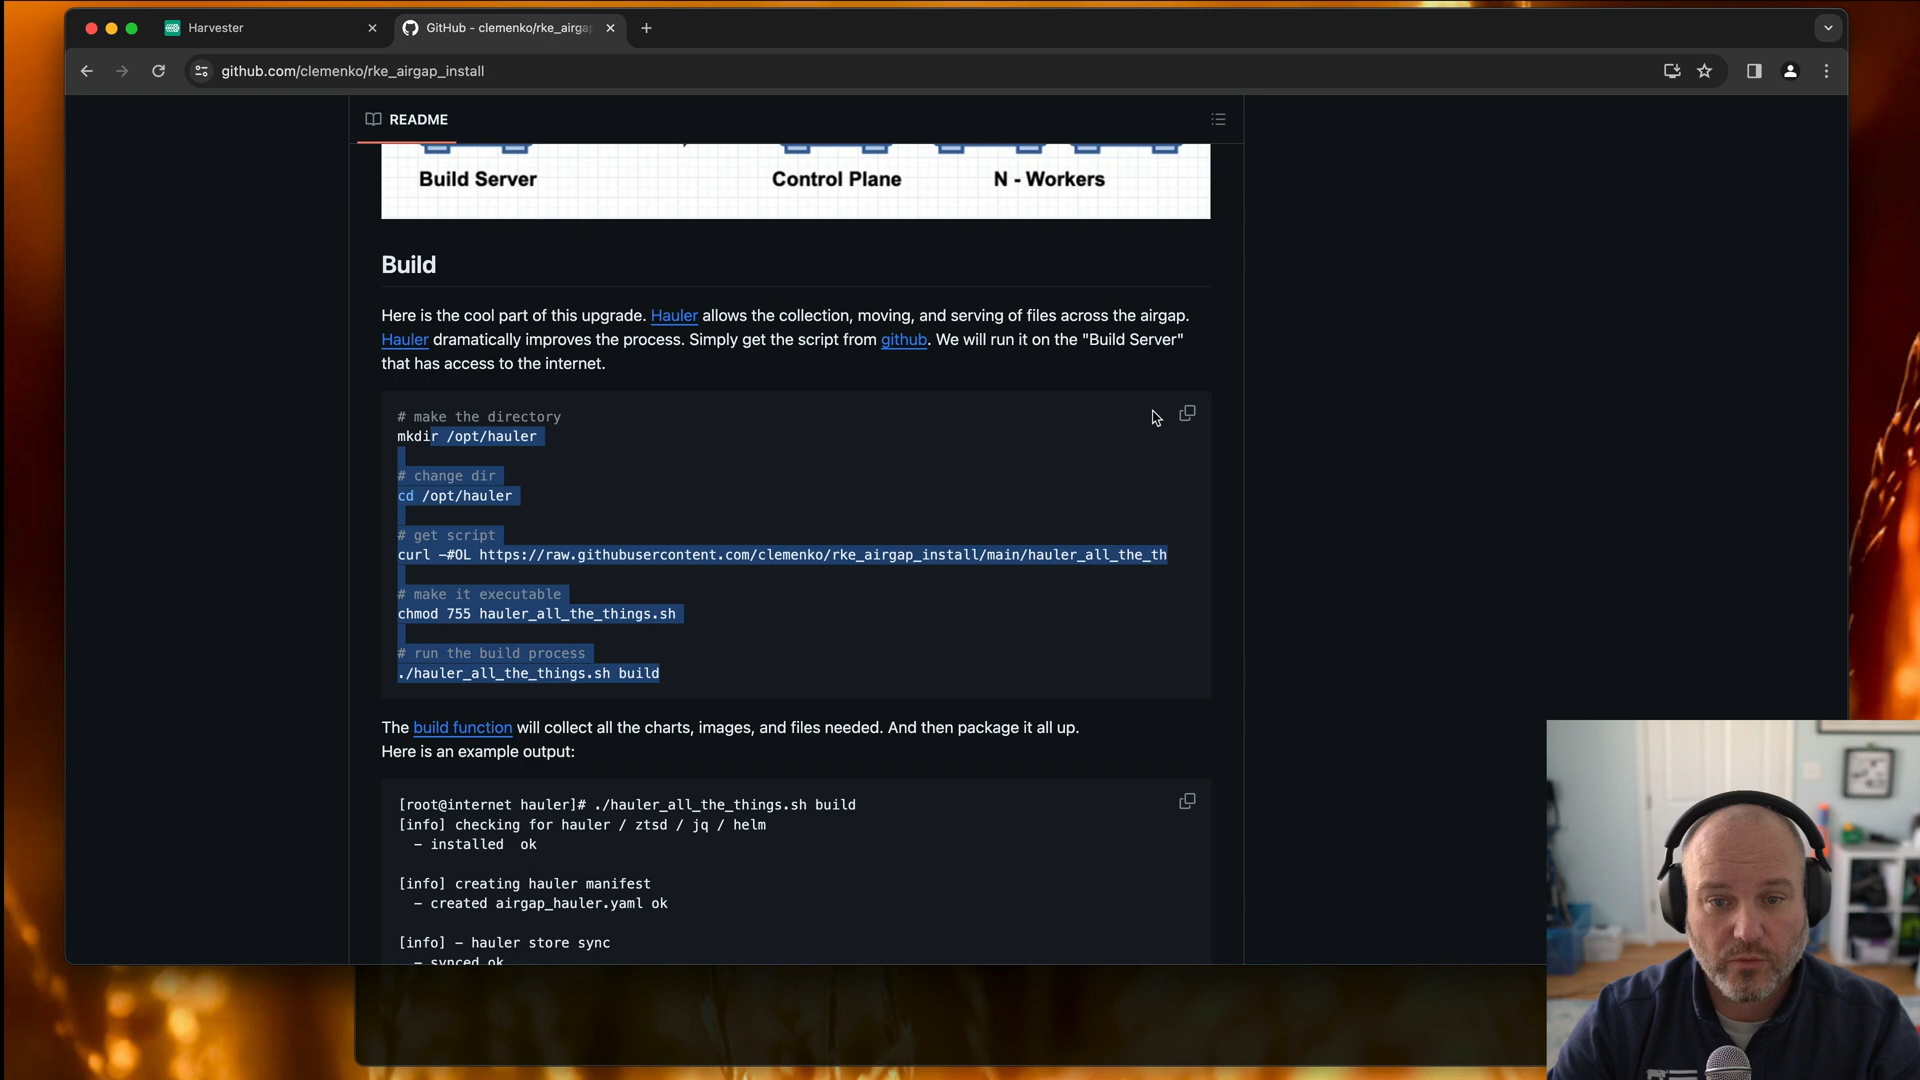 Harvester
GitHub - clemenko/rke_airga
github.com/clemenko/rke_airgap_install
README
Build Server
Control Plane
N - Workers
Build
Here is the cool part of this upgrade. Hauler allows the collection, moving, and serving of files across the airgap.
Hauler dramatically improves the process. Simply get the script from github. We will run it on the "Build Server"
that has access to the internet.
# make the directory
mkdir /opt/hauler
# change dir
cd /opt/hauler
# get script
curl -#OL https://raw.githubusercontent.com/clemenko/rke_airgap_install/main/hauler_all_the_th
# make it executable
chmod 755 hauler_all_the_things.sh
# run the build process
./hauler_all_the_things.sh build
The build function will collect all the charts, images, and files needed. And then package it all up.
Here is an example output:
[root@internet hauler]# ./hauler_all_the_things.sh build
[info] checking for hauler / ztsd / jq / helm
- installed  ok
[info] creating hauler manifest
- created airgap_hauler.yaml ok
[info] - hauler store sync
- synced ok